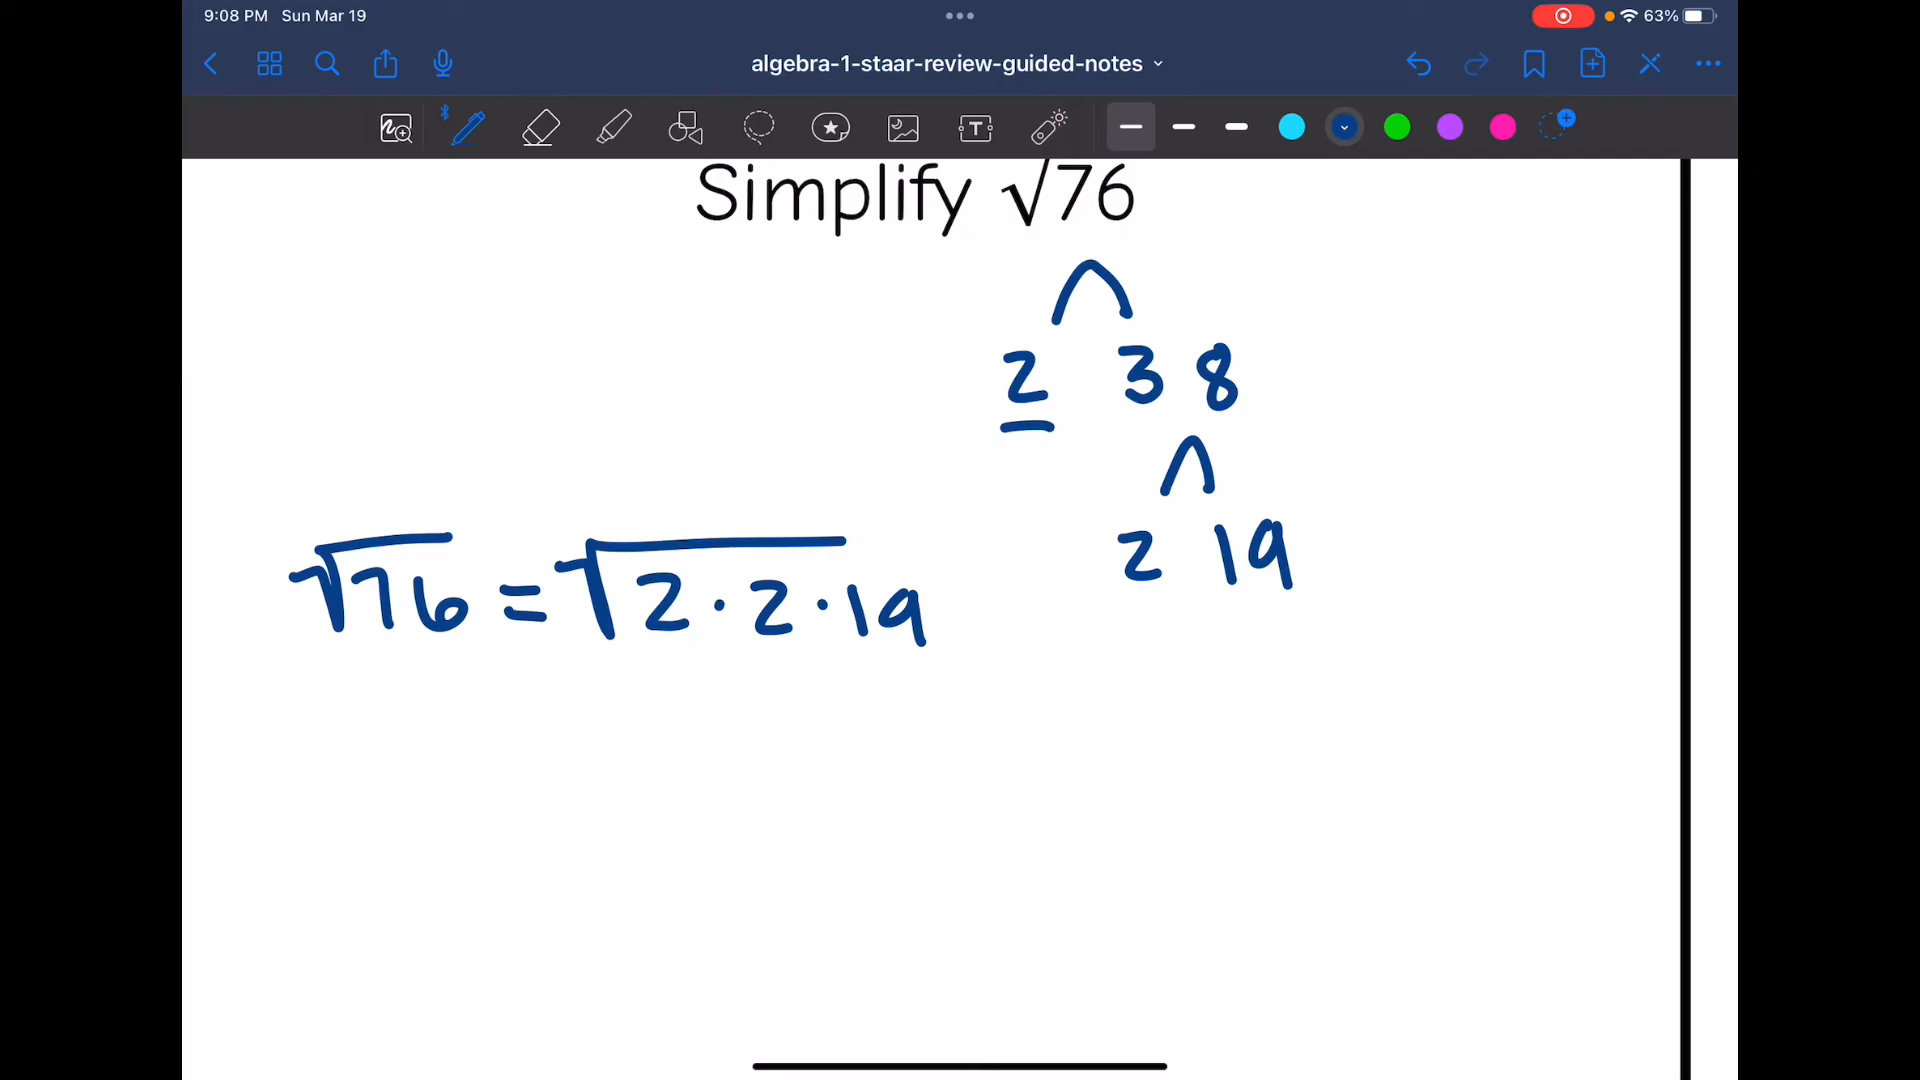 9:08 PM Sun Mar 19
63%
algebra-1-staar-review-guided-notes
T
Simplify √76
2 38
2 19
√76 = √2·2·19